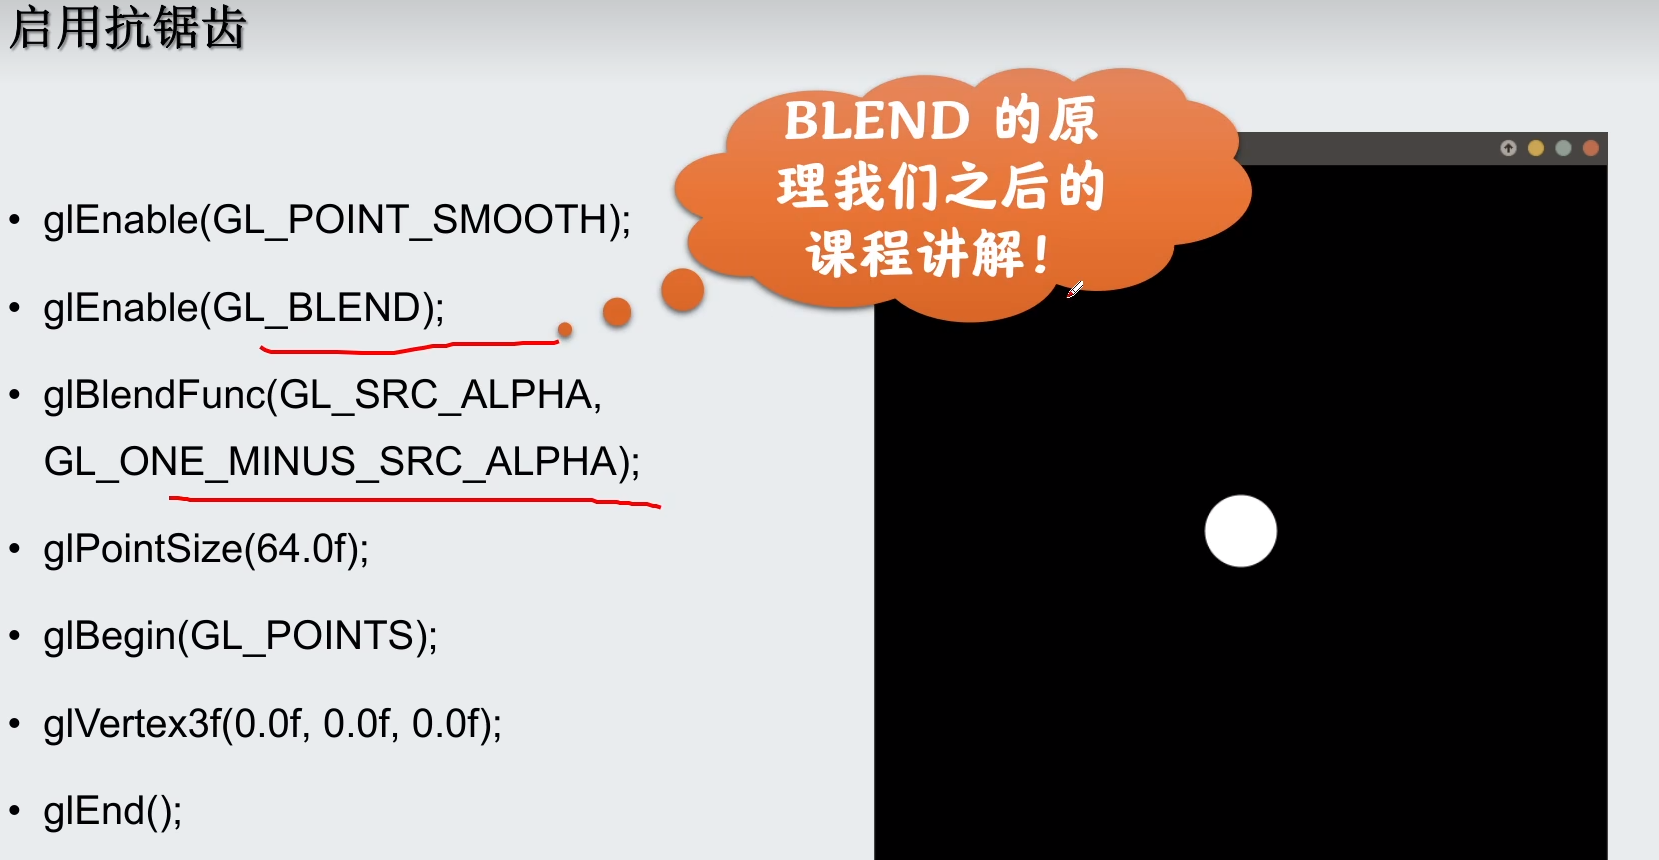 启用抗锯齿
BLEND 的原
理我们之后的
课程讲解!
• glEnable(GL_POINT_SMOOTH);
• glEnable(GL_BLEND);
• glBlendFunc(GL_SRC_ALPHA,
GL_ONE_MINUS_SRC_ALPHA);
• glPointSize(64.0f);
• glBegin(GL_POINTS);
• glVertex3f(0.0f, 0.0f, 0.0f);
• glEnd();